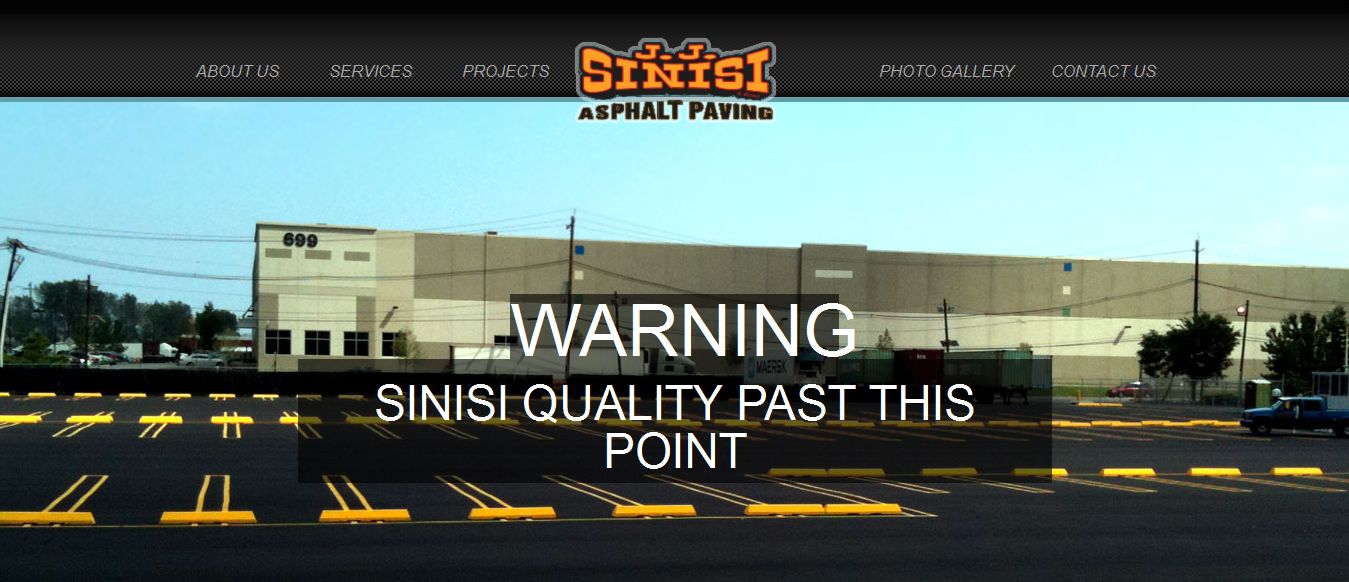 ABOUT US
SERVICES
PROJECTS
J.J.
SINISI
ASPHALT PAVING
PHOTO GALLERY
CONTACT US
699
WARNING
MAERSK
SINISI QUALITY PAST THIS
POINT